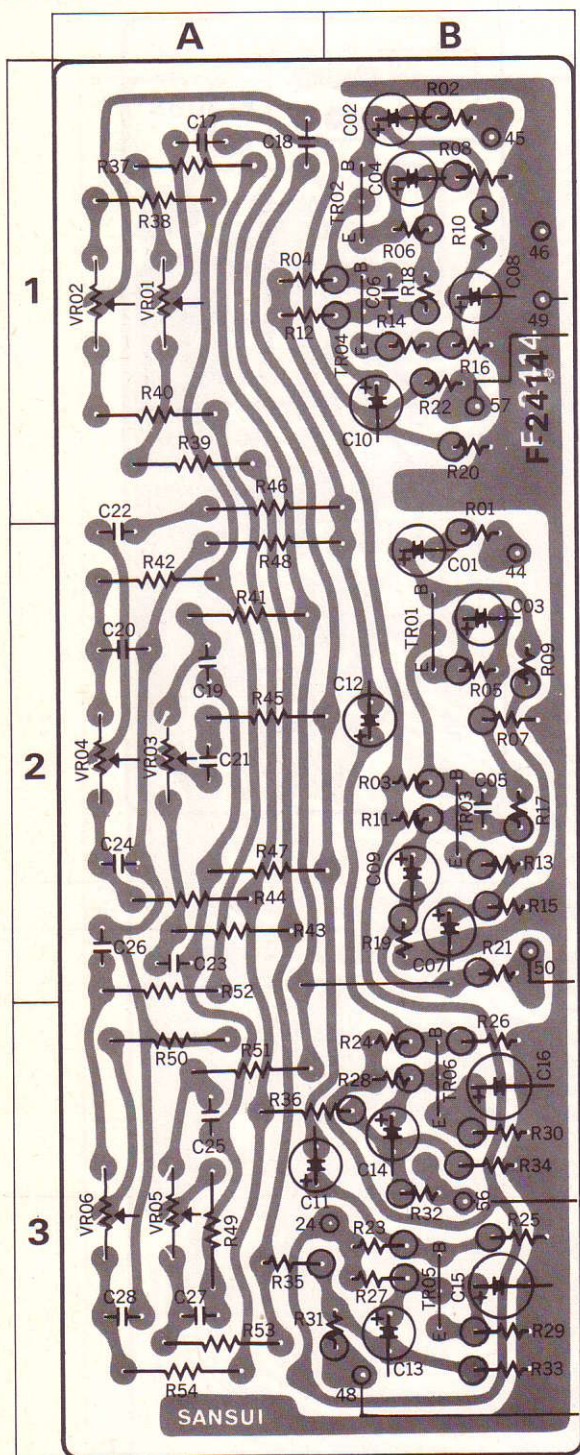 A B
1
2
3
R02
C02
C17
C18
45
R37
R08
B
C04
TR02
R38
R06
R10
E
46
R04
B
R18
C08
C06
VR02
VR01
49
R12
R14
TR04
E
R16
R40
R22
57
C10
F-2414
R39
R20
R46
C22
R01
R48
C01
44
R42
B
R41
C03
TR01
C20
E
R09
C19
R05
C12
R45
R07
VR04
VR03
C21
R03
B
C05
R11
TR03
R17
C24
E
R47
C09
R13
R44
R15
R43
R19
C26
C07
R21
C23
50
R52
R24
B
R26
R50
R51
C16
R28
TR06
R36
E
C25
C14
R30
R34
C11
R32
56
VR06
VR05
R49
24
R23
R25
B
R35
R27
TR05
C15
C28
C27
R31
E
R29
R53
C13
R33
R54
48
SANSUI